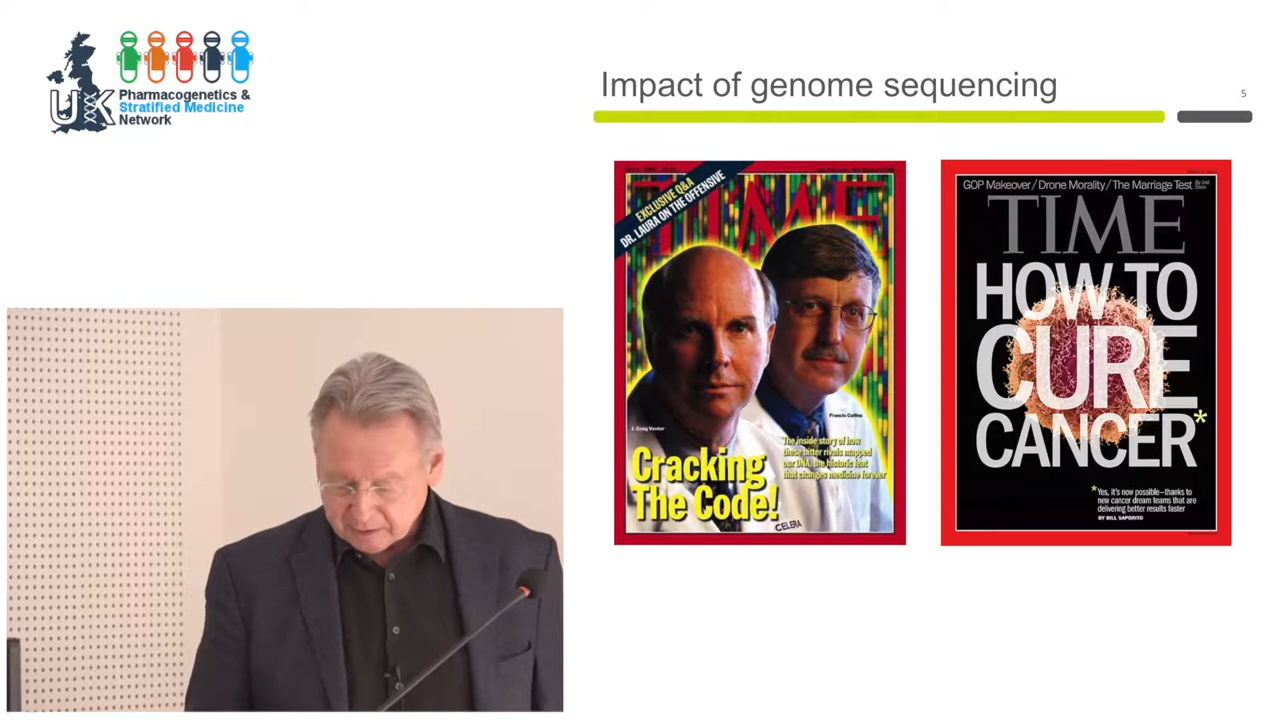 UK
Pharmacogenetics &
Stratified Medicine
Network
Impact of genome sequencing
5
EXCLUSIVE Q&A
DR. LAURA ON THE OFFENSIVE
TIME
J. Craig Venter
Francis Collins
Cracking
The Code!
The inside story of how
these bitter rivals mapped
our DNA, the historic feat
that changes medicine forever
CELERA
GOP Makeover/Drone Morality/The Marriage Test By Joel Stein
TIME
HOW TO
CURE
CANCER*
*Yes, it's now possible—thanks to
new cancer dream teams that are
delivering better results faster
BY BILL SAPORITO